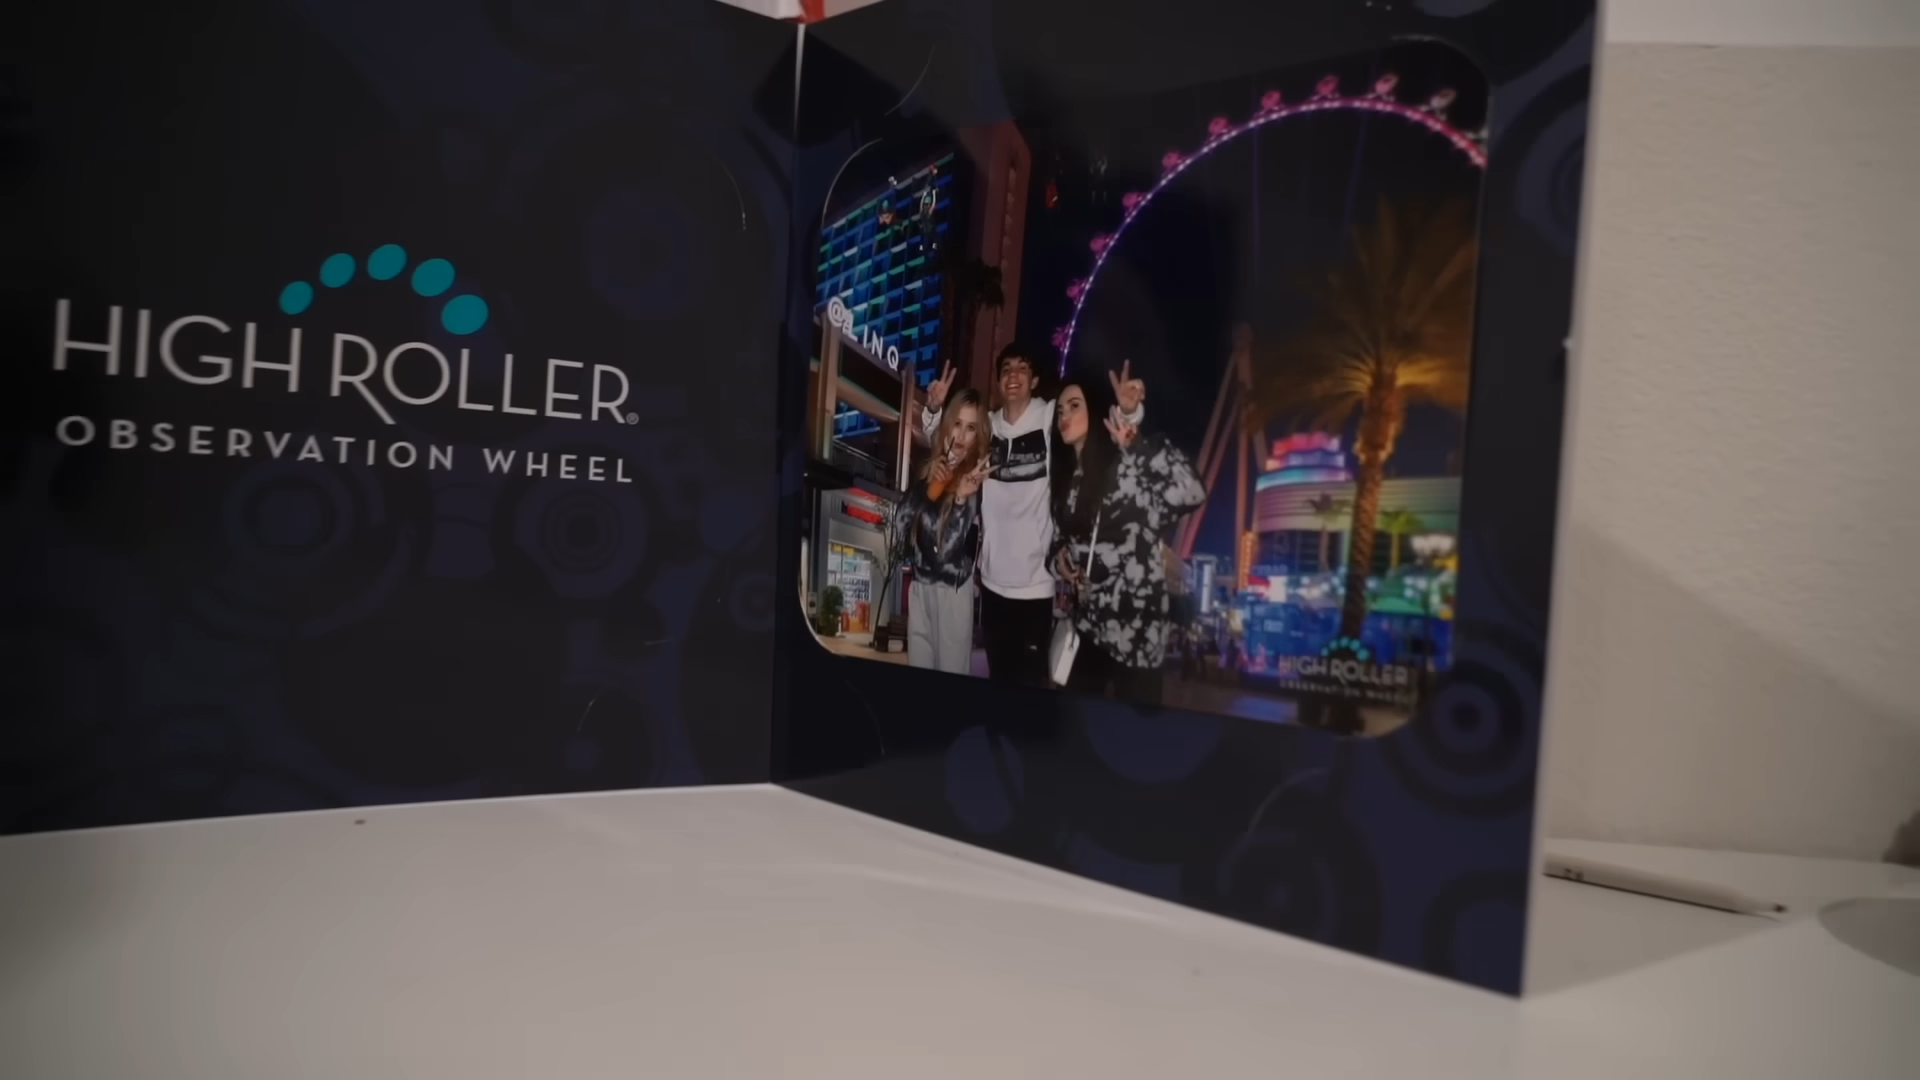 HIGH ROLLER®
OBSERVATION WHEEL
@LINQ
HIGH ROLLER
OBSERVATION WHEEL